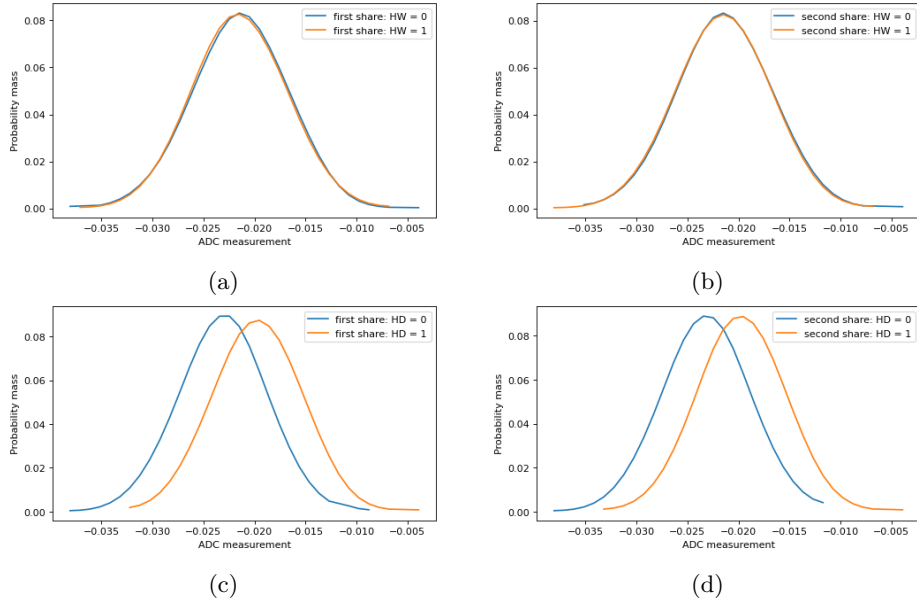 first share: HW = 0
first share: HW = 1
0.08
0.06
0.04
0.02
0.00
Probability mass
−0.035 −0.030 −0.025 −0.020 −0.015 −0.010 −0.005
ADC measurement
(a)
second share: HW = 0
second share: HW = 1
0.08
0.06
0.04
0.02
0.00
Probability mass
−0.035 −0.030 −0.025 −0.020 −0.015 −0.010 −0.005
ADC measurement
(b)
first share: HD = 0
first share: HD = 1
0.08
0.06
0.04
0.02
0.00
Probability mass
−0.035 −0.030 −0.025 −0.020 −0.015 −0.010 −0.005
ADC measurement
(c)
second share: HD = 0
second share: HD = 1
0.08
0.06
0.04
0.02
0.00
Probability mass
−0.035 −0.030 −0.025 −0.020 −0.015 −0.010 −0.005
ADC measurement
(d)